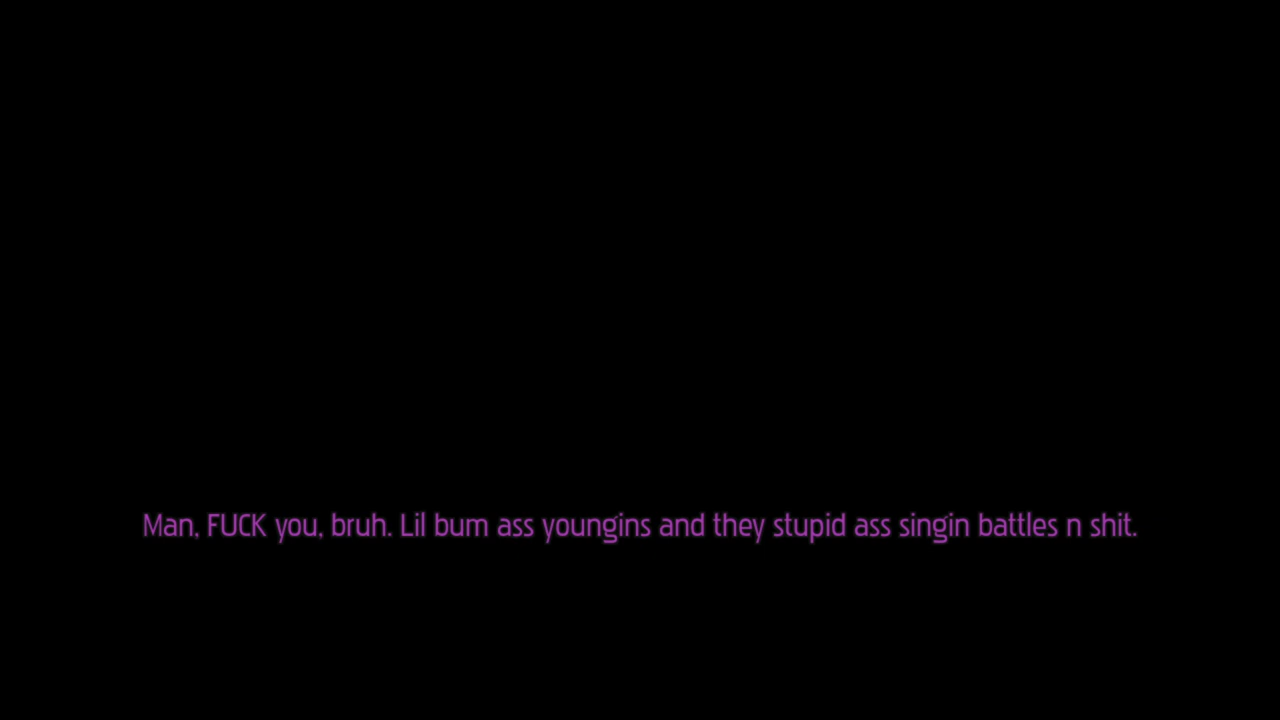 Man, FUCK you, bruh. Lil bum ass youngins and they stupid ass singin battles n shit.